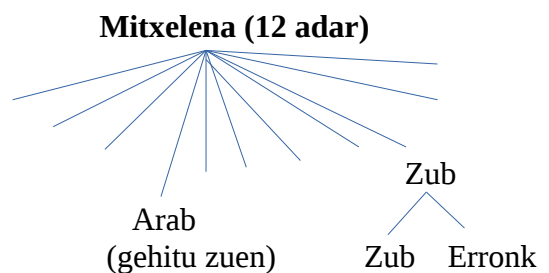 Mitxelena (12 adar)
Zub
Arab
(gehitu zuen)
Zub Erronk